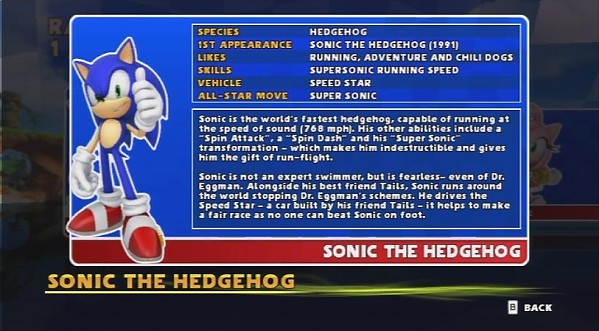 RA
1
SPECIES HEDGEHOG
1ST APPEARANCE SONIC THE HEDGEHOG (1991)
LIKES RUNNING, ADVENTURE AND CHILI DOGS
SKILLS SUPERSONIC RUNNING SPEED
VEHICLE SPEED STAR
ALL-STAR MOVE SUPER SONIC
Sonic is the world's fastest hedgehog, capable of running at
the speed of sound (768 mph). His other abilities include a
"Spin Attack", a "Spin Dash" and his "Super Sonic"
transformation - which makes him indestructible and gives
him the gift of run-flight.
Sonic is not an expert swimmer, but is fearless- even of Dr.
Eggman. Alongside his best friend Tails, Sonic runs around
the world stopping Dr. Eggman's schemes. He drives the
Speed Star - a car built by his friend Tails - it helps to make
a fair race as no one can beat Sonic on foot.
SONIC THE HEDGEHOG
SONIC THE HEDGEHOG
B BACK